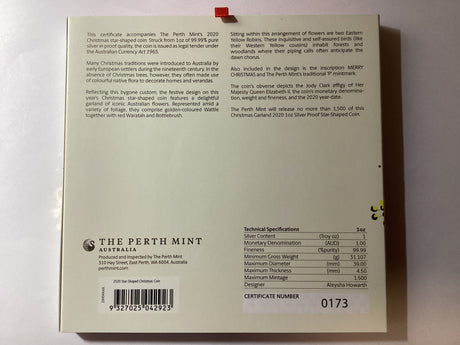 This certificate accompanies The Perth Mint's 2020
Christmas star-shaped coin. Struck from 1oz of 99.99% pure
silver in proof quality, the coin is issued as legal tender under
the Australian Currency Act 1965.
Many Christmas traditions were introduced to Australia by
early European settlers during the nineteenth century. In the
absence of Christmas trees, however, they often made use
of colourful native flora to decorate homes and verandas.
Reflecting this bygone custom, the festive design on this
year's Christmas star-shaped coin features a delightful
garland of iconic Australian flowers. Represented amid a
variety of foliage, they comprise golden-coloured Wattle
together with red Waratah and Bottlebrush.
Sitting within this arrangement of flowers are two Eastern
Yellow Robins. These inquisitive and self-assured birds (like
their Western Yellow cousins) inhabit forests and
woodlands where their piping voices often anticipate the
dawn chorus.
Also included in the design is the inscription MERRY
CHRISTMAS and The Perth Mint's traditional 'P' mintmark.
The coin's obverse depicts the Jody Clark effigy of Her
Majesty Queen Elizabeth II, the coin's monetary denomina-
tion, weight and fineness, and the 2020 year-date.
The Perth Mint will release no more than 1,500 of this
Christmas Garland 2020 1oz Silver Proof Star-Shaped Coin.
THE PERTH MINT
AUSTRALIA
Produced and inspected by The Perth Mint
310 Hay Street, East Perth, WA 6004, Australia
perthmint.com
2020 Star Shaped Christmas Coin
9 327025 042923
Technical Specifications 1oz
Silver Content (Troy oz) 1
Monetary Denomination (AUD) 1.00
Fineness (%purity) 99.99
Minimum Gross Weight (g) 31.107
Maximum Diameter (mm) 39.00
Maximum Thickness (mm) 4.50
Maximum Mintage 1,500
Designer Aleysha Howarth
CERTIFICATE NUMBER 0173